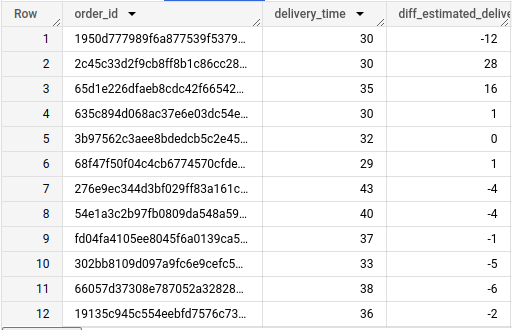 Row order_id delivery_time diff_estimated_delive
1 1950d777989f6a877539f5379... 30 -12
2 2c45c33d2f9cb8ff8b1c86cc28... 30 28
3 65d1e226dfaeb8cdc42f66542... 35 16
4 635c894d068ac37e6e03dc54e... 30 1
5 3b97562c3aee8bdedcb5c2e45... 32 0
6 68f47f50f04c4cb6774570cfde... 29 1
7 276e9ec344d3bf029ff83a161c... 43 -4
8 54e1a3c2b97fb0809da548a59... 40 -4
9 fd04fa4105ee8045f6a0139ca5... 37 -1
10 302bb8109d097a9fc6e9cefc5... 33 -5
11 66057d37308e787052a32828... 38 -6
12 19135c945c554eebfd7576c73... 36 -2